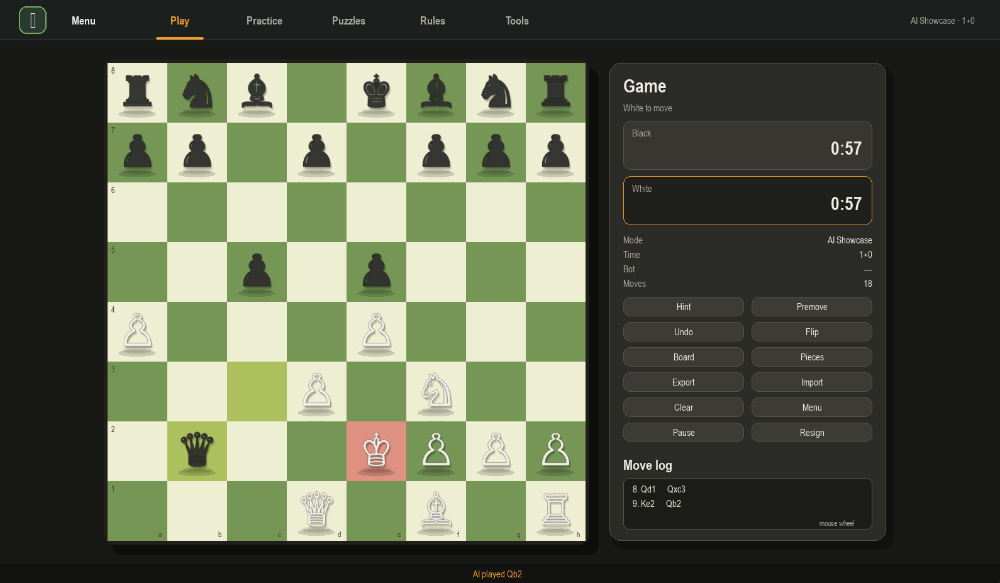 Menu
Play
Practice
Puzzles
Rules
Tools
AI Showcase · 1+0
8
7
6
5
4
3
2
1
a
b
c
d
e
f
g
h
Game
White to move
Black
0:57
White
0:57
Mode AI Showcase
Time 1+0
Bot —
Moves 18
Hint Premove
Undo Flip
Board Pieces
Export Import
Clear Menu
Pause Resign
Move log
8. Qd1 Qxc3
9. Ke2 Qb2
mouse wheel
AI played Qb2